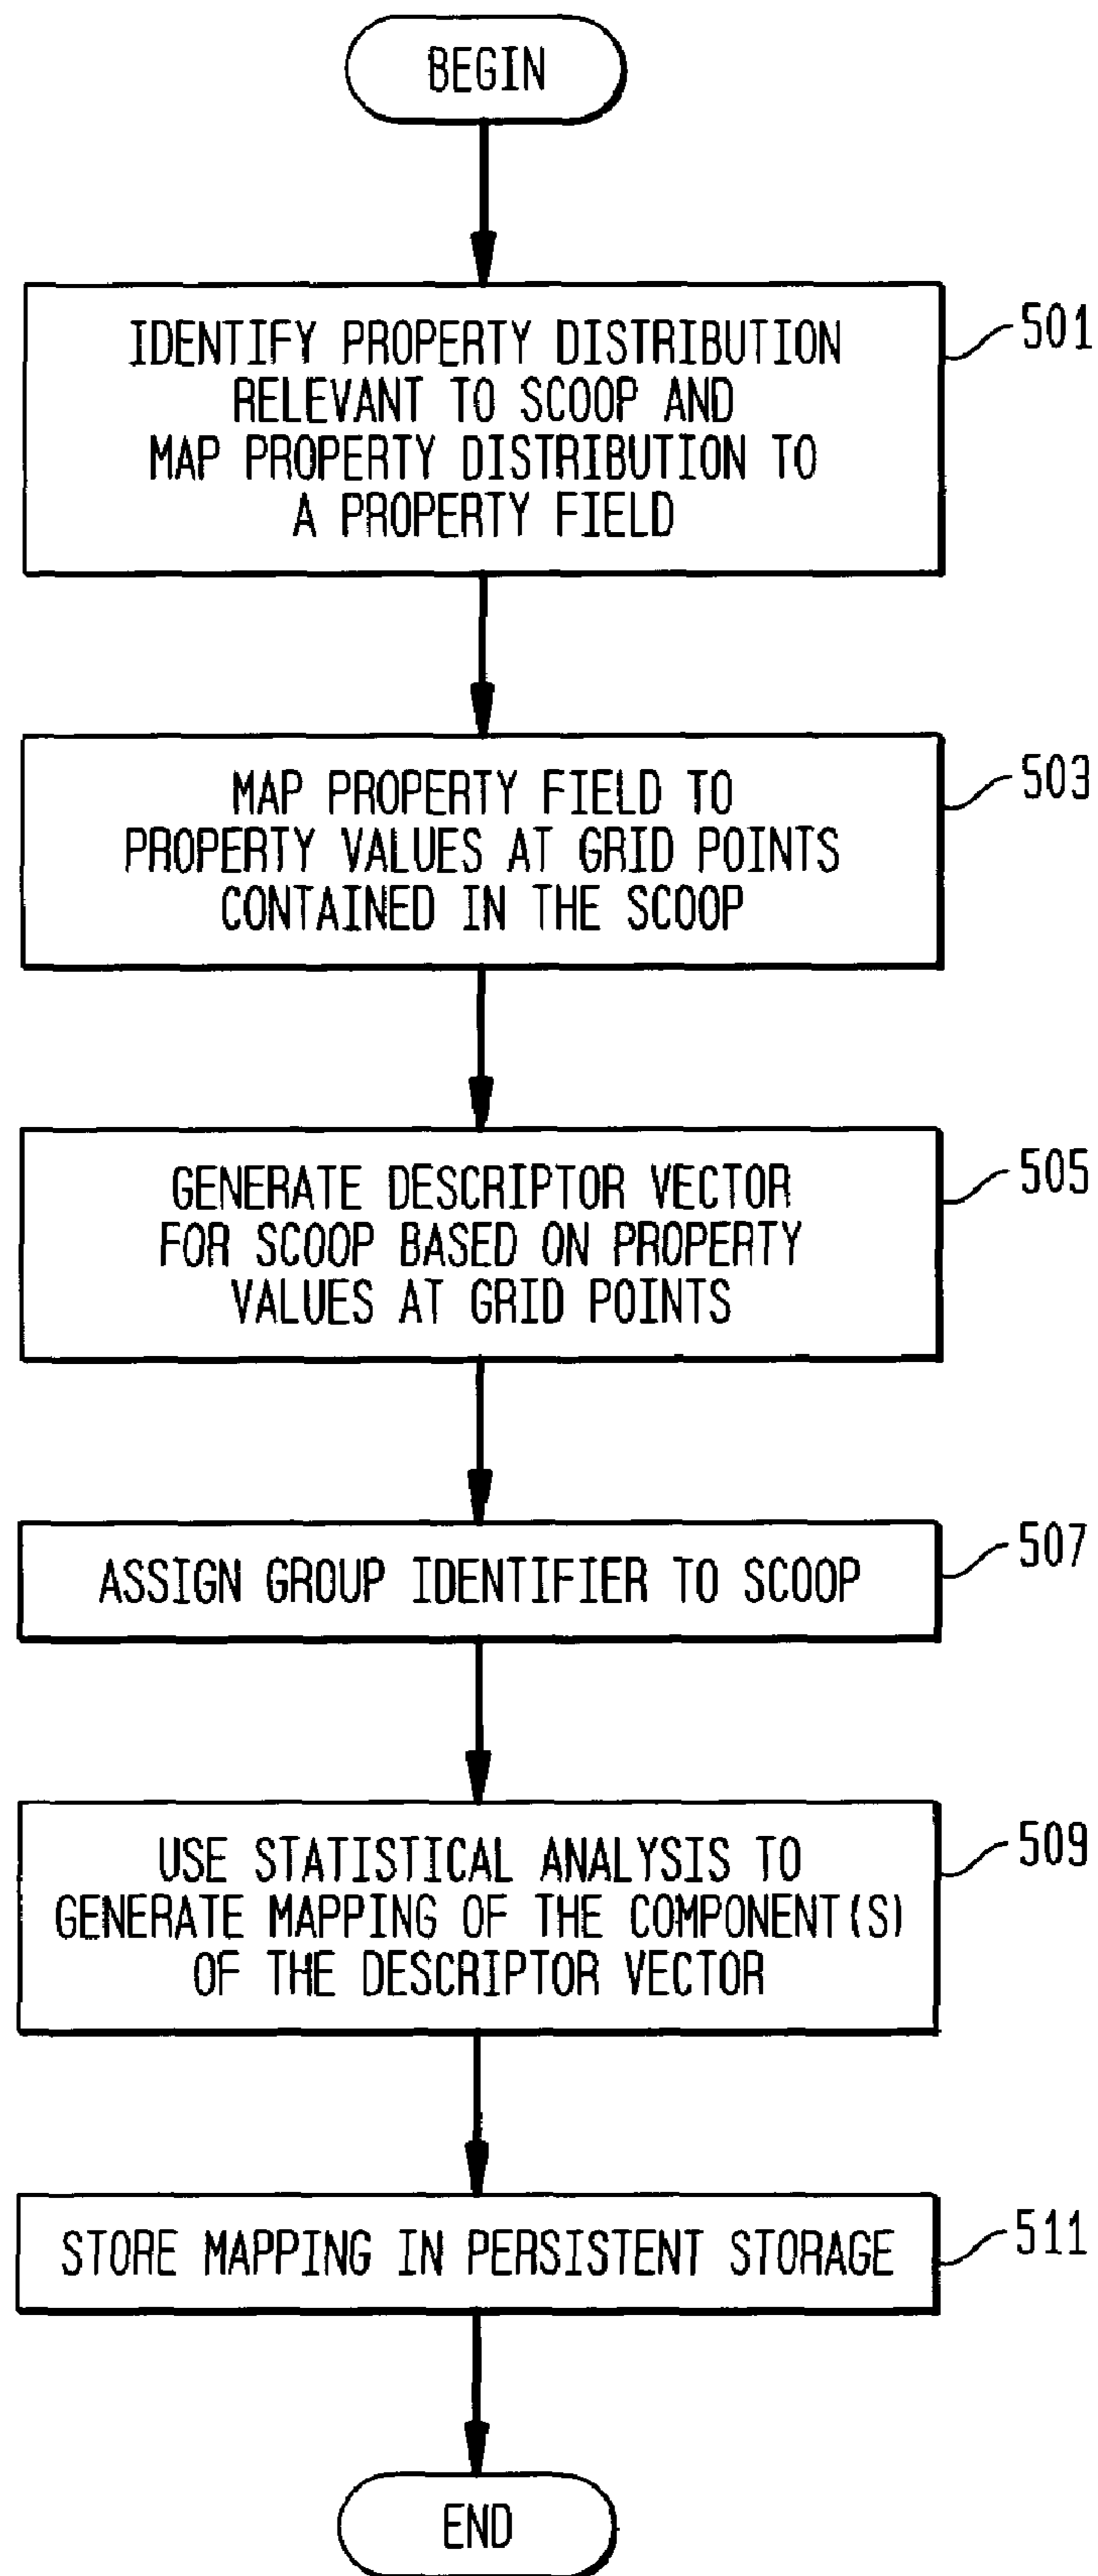 BEGIN
IDENTIFY PROPERTY DISTRIBUTION
RELEVANT TO SCOOP AND
MAP PROPERTY DISTRIBUTION TO
A PROPERTY FIELD
501
MAP PROPERTY FIELD TO
PROPERTY VALUES AT GRID POINTS
CONTAINED IN THE SCOOP
503
GENERATE DESCRIPTOR VECTOR
FOR SCOOP BASED ON PROPERTY
VALUES AT GRID POINTS
505
ASSIGN GROUP IDENTIFIER TO SCOOP
507
USE STATISTICAL ANALYSIS TO
GENERATE MAPPING OF THE COMPONENT(S)
OF THE DESCRIPTOR VECTOR
509
STORE MAPPING IN PERSISTENT STORAGE
511
END